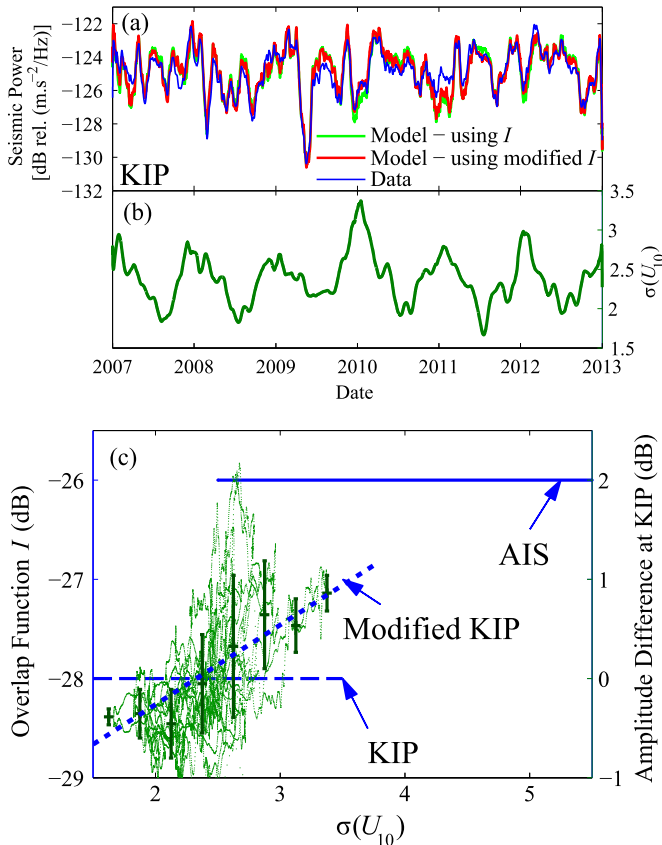 (a)
Seismic Power
[dB rel. (m.s⁻²/Hz)]
−122
−124
−126
−128
−130
−132
KIP
Model − using I
Model − using modified I
Data
(b)
3.5
3
2.5
2
1.5
σ(U₁₀)
2007 2008 2009 2010 2011 2012 2013
Date
(c)
Overlap Function I (dB)
−26
−27
−28
−29
2 3 4 5
σ(U₁₀)
AIS
Modified KIP
KIP
2
1
0
−1
Amplitude Difference at KIP (dB)